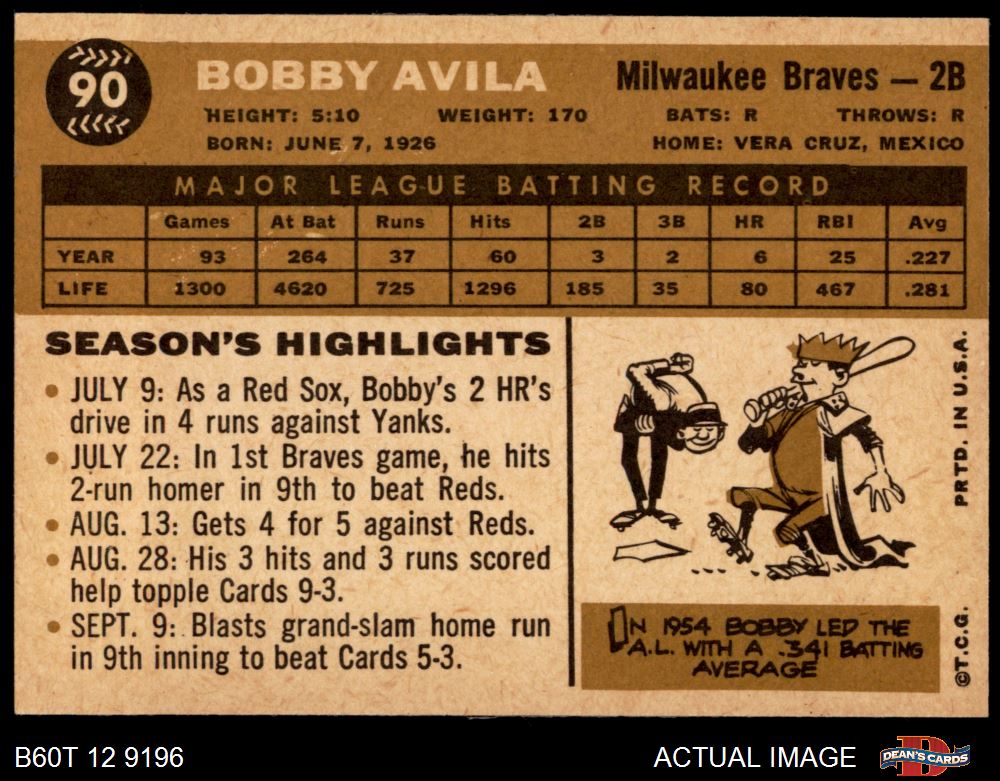 90
BOBBY AVILA
Milwaukee Braves — 2B
HEIGHT: 5:10 WEIGHT: 170 BATS: R THROWS: R
BORN: JUNE 7, 1926 HOME: VERA CRUZ, MEXICO
MAJOR LEAGUE BATTING RECORD
Games At Bat Runs Hits 2B 3B HR RBI Avg
YEAR 93 264 37 60 3 2 6 25 .227
LIFE 1300 4620 725 1296 185 35 80 467 .281
SEASON'S HIGHLIGHTS
• JULY 9: As a Red Sox, Bobby's 2 HR's
drive in 4 runs against Yanks.
• JULY 22: In 1st Braves game, he hits
2-run homer in 9th to beat Reds.
• AUG. 13: Gets 4 for 5 against Reds.
• AUG. 28: His 3 hits and 3 runs scored
help topple Cards 9-3.
• SEPT. 9: Blasts grand-slam home run
in 9th inning to beat Cards 5-3.
IN 1954 BOBBY LED THE
A.L. WITH A .341 BATTING
AVERAGE
PRTD. IN U.S.A.
©T.C.G.
B60T 12 9196
ACTUAL IMAGE
DEAN'S CARDS